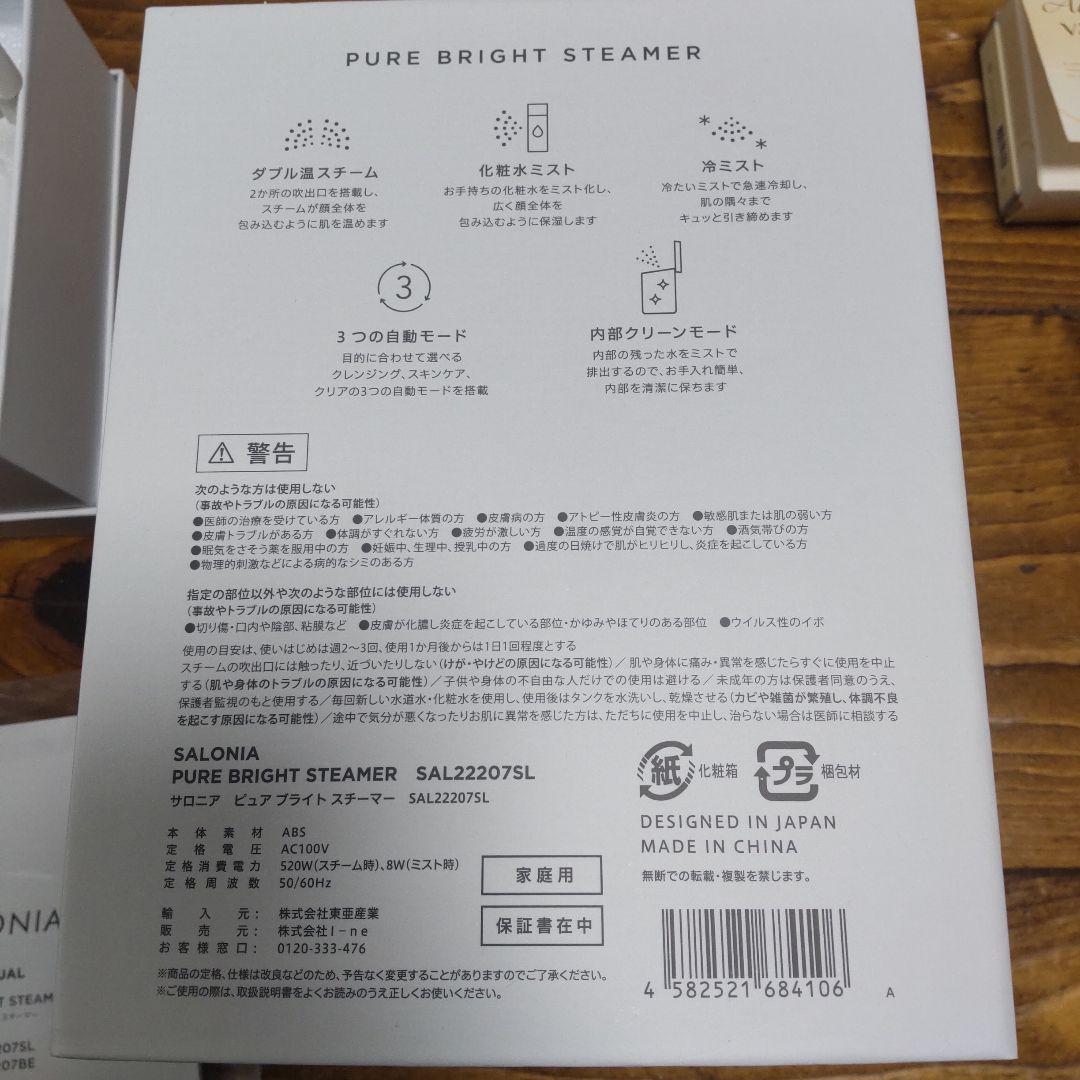 PURE BRIGHT STEAMER
ダブル温スチーム
2か所の吹出口を搭載し、
スチームが顔全体を
包み込むように肌を温めます
化粧水ミスト
お手持ちの化粧水をミスト化し、
広く顔全体を
包み込むように保湿します
冷ミスト
冷たいミストで急速冷却し、
肌の隅々まで
キュッと引き締めます
3
3つの自動モード
目的に合わせて選べる
クレンジング、スキンケア、
クリアの3つの自動モードを搭載
内部クリーンモード
内部の残った水をミストで
排出するので、お手入れ簡単、
内部を清潔に保ちます
警告
次のような方は使用しない
(事故やトラブルの原因になる可能性)
●医師の治療を受けている方 ●アレルギー体質の方 ●皮膚病の方 ●アトピー性皮膚炎の方 ●敏感肌または肌の弱い方
●皮膚トラブルがある方 ●体調がすぐれない方 ●疲労が激しい方 ●温度の感覚が自覚できない方 ●酒気帯びの方
●眠気をさそう薬を服用中の方 ●妊娠中、生理中、授乳中の方 ●過度の日焼けで肌がヒリヒリし、炎症を起こしている方
●物理的刺激などによる病的なシミのある方
指定の部位以外や次のような部位には使用しない
(事故やトラブルの原因になる可能性)
●切り傷・口内や陰部、粘膜など ●皮膚が化膿し炎症を起こしている部位・かゆみやほてりのある部位 ●ウイルス性のイボ
使用の目安は、使いはじめは週2～3回、使用1か月後からは1日1回程度とする
スチームの吹出口には触ったり、近づいたりしない(けが・やけどの原因になる可能性)／肌や身体に痛み・異常を感じたらすぐに使用を中止
する(肌や身体のトラブルの原因になる可能性)／子供や身体の不自由な人だけでの使用は避ける／未成年の方は保護者同意のうえ、
保護者監視のもと使用する／毎回新しい水道水・化粧水を使用し、使用後はタンクを水洗いし、乾燥させる(カビや雑菌が繁殖し、体調不良
を起こす原因になる可能性)／途中で気分が悪くなったりお肌に異常を感じた方は、ただちに使用を中止し、治らない場合は医師に相談する
SALONIA
PURE BRIGHT STEAMER SAL22207SL
サロニア ピュア ブライト スチーマー SAL22207SL
本体素材 ABS
定格電圧 AC100V
定格消費電力 520W(スチーム時)、8W(ミスト時)
定格周波数 50/60Hz
輸入元： 株式会社東亜産業
販売元： 株式会社I-ne
お客様窓口： 0120-333-476
家庭用
保証書在中
※商品の定格、仕様は改良などのため、予告なく変更することがありますのでご了承ください。
※ご使用の際は、取扱説明書をよくお読みのうえ正しくお使いください。
紙 化粧箱 プラ 梱包材
DESIGNED IN JAPAN
MADE IN CHINA
無断での転載・複製を禁じます。
4 582521 684106 A
ONIA
UAL
T STEAM
207SL
207BE